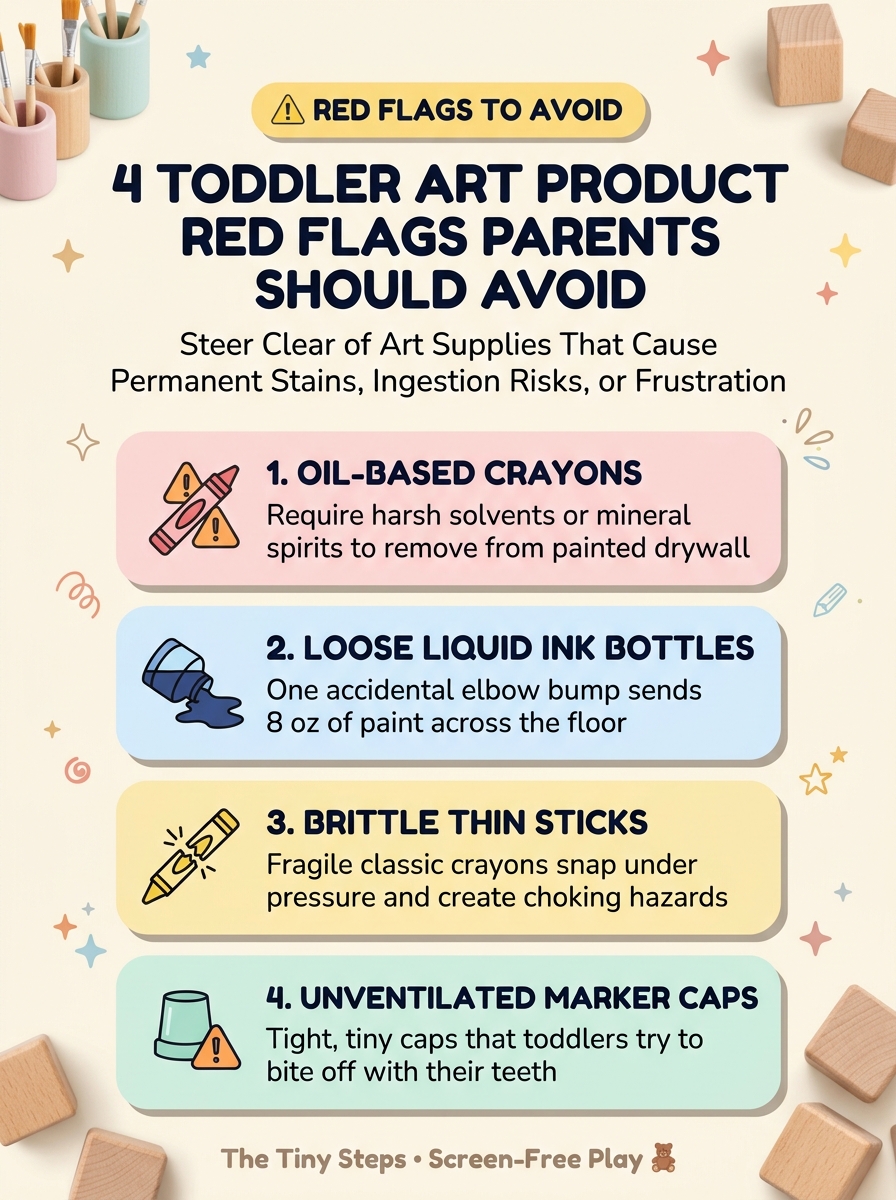 ⚠ RED FLAGS TO AVOID
4 TODDLER ART PRODUCT
RED FLAGS PARENTS
SHOULD AVOID
Steer Clear of Art Supplies That Cause
Permanent Stains, Ingestion Risks, or Frustration
1. OIL-BASED CRAYONS
Require harsh solvents or mineral
spirits to remove from painted drywall
2. LOOSE LIQUID INK BOTTLES
One accidental elbow bump sends
8 oz of paint across the floor
3. BRITTLE THIN STICKS
Fragile classic crayons snap under
pressure and create choking hazards
4. UNVENTILATED MARKER CAPS
Tight, tiny caps that toddlers try to
bite off with their teeth
The Tiny Steps • Screen-Free Play 🧸